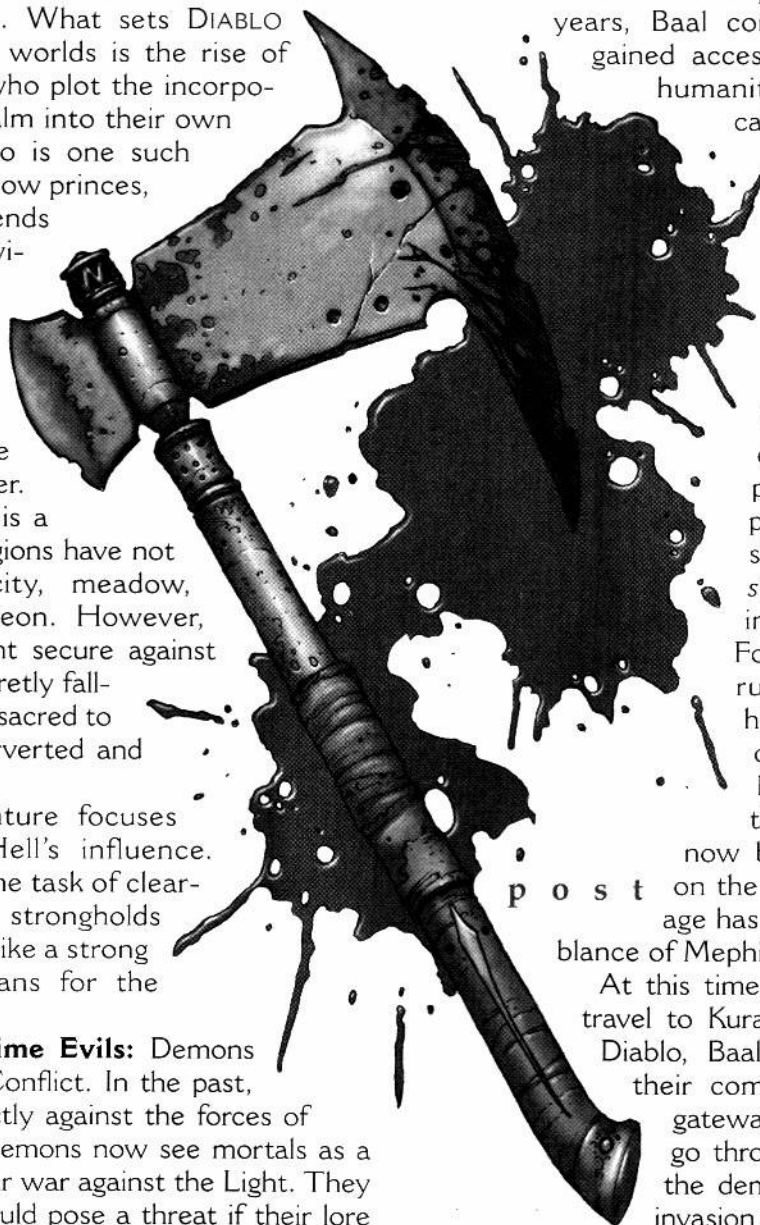 . What sets DIABLO
worlds is the rise of
who plot the incorpo-
alm into their own
o is one such
ow princes,
ends
vi-
e
er.
is a
gions have not
city, meadow,
eon. However,
nt secure against
retly fall-
sacred to
verted and
nture focuses
Hell's influence.
he task of clear-
strongholds
ike a strong
ans for the
ime Evils: Demons
Conflict. In the past,
ctly against the forces of
emons now see mortals as a
r war against the Light. They
uld pose a threat if their lore
N
years, Baal co
gained acces
humanit
ca
e
p
p
s
s
in
Fo
ru
h
t
now b
post on the
age has
blance of Mephi
At this time
travel to Kura
Diablo, Baal
their com
gatewa
go thro
the der
invasion